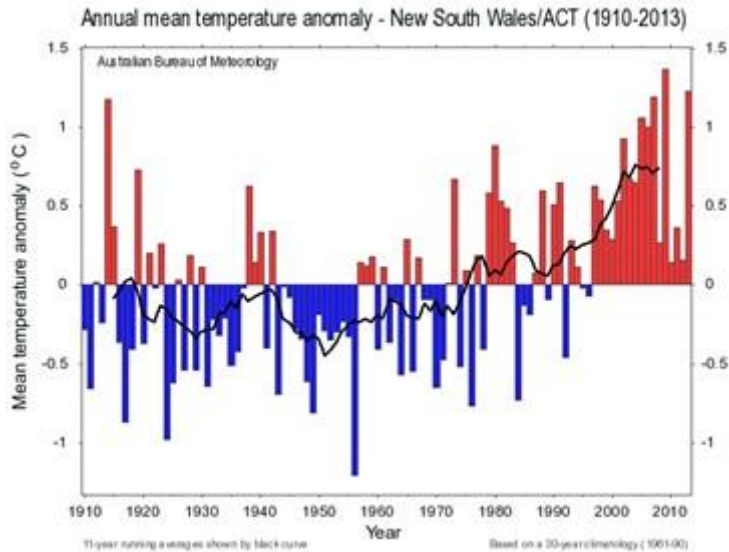 Annual mean temperature anomaly - New South Wales/ACT (1910-2013)
Australian Bureau of Meteorology
Mean temperature anomaly (°C)
1.5
1
0.5
0
-0.5
-1
1.5
1
0.5
0
-0.5
-1
1910 1920 1930 1940 1950 1960 1970 1980 1990 2000 2010
Year
11-year running averages shown by black curve
Based on a 30-year climatology (1961-90)